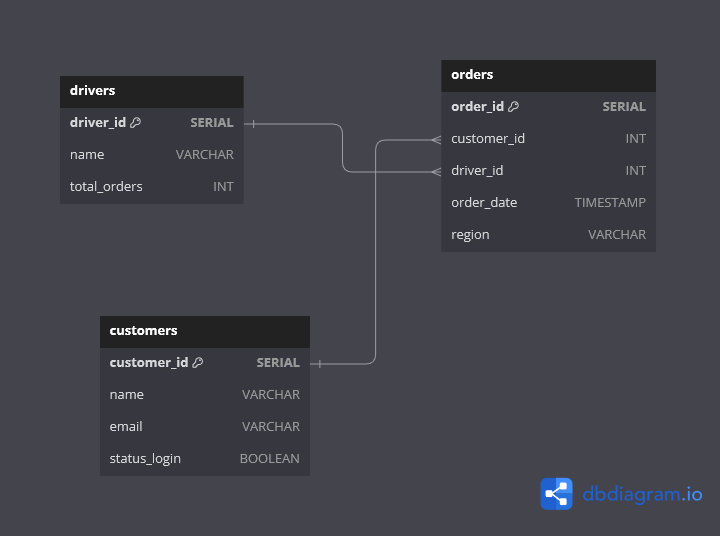 drivers
driver_id SERIAL
name VARCHAR
total_orders INT
orders
order_id SERIAL
customer_id INT
driver_id INT
order_date TIMESTAMP
region VARCHAR
customers
customer_id SERIAL
name VARCHAR
email VARCHAR
status_login BOOLEAN
dbdiagram.io